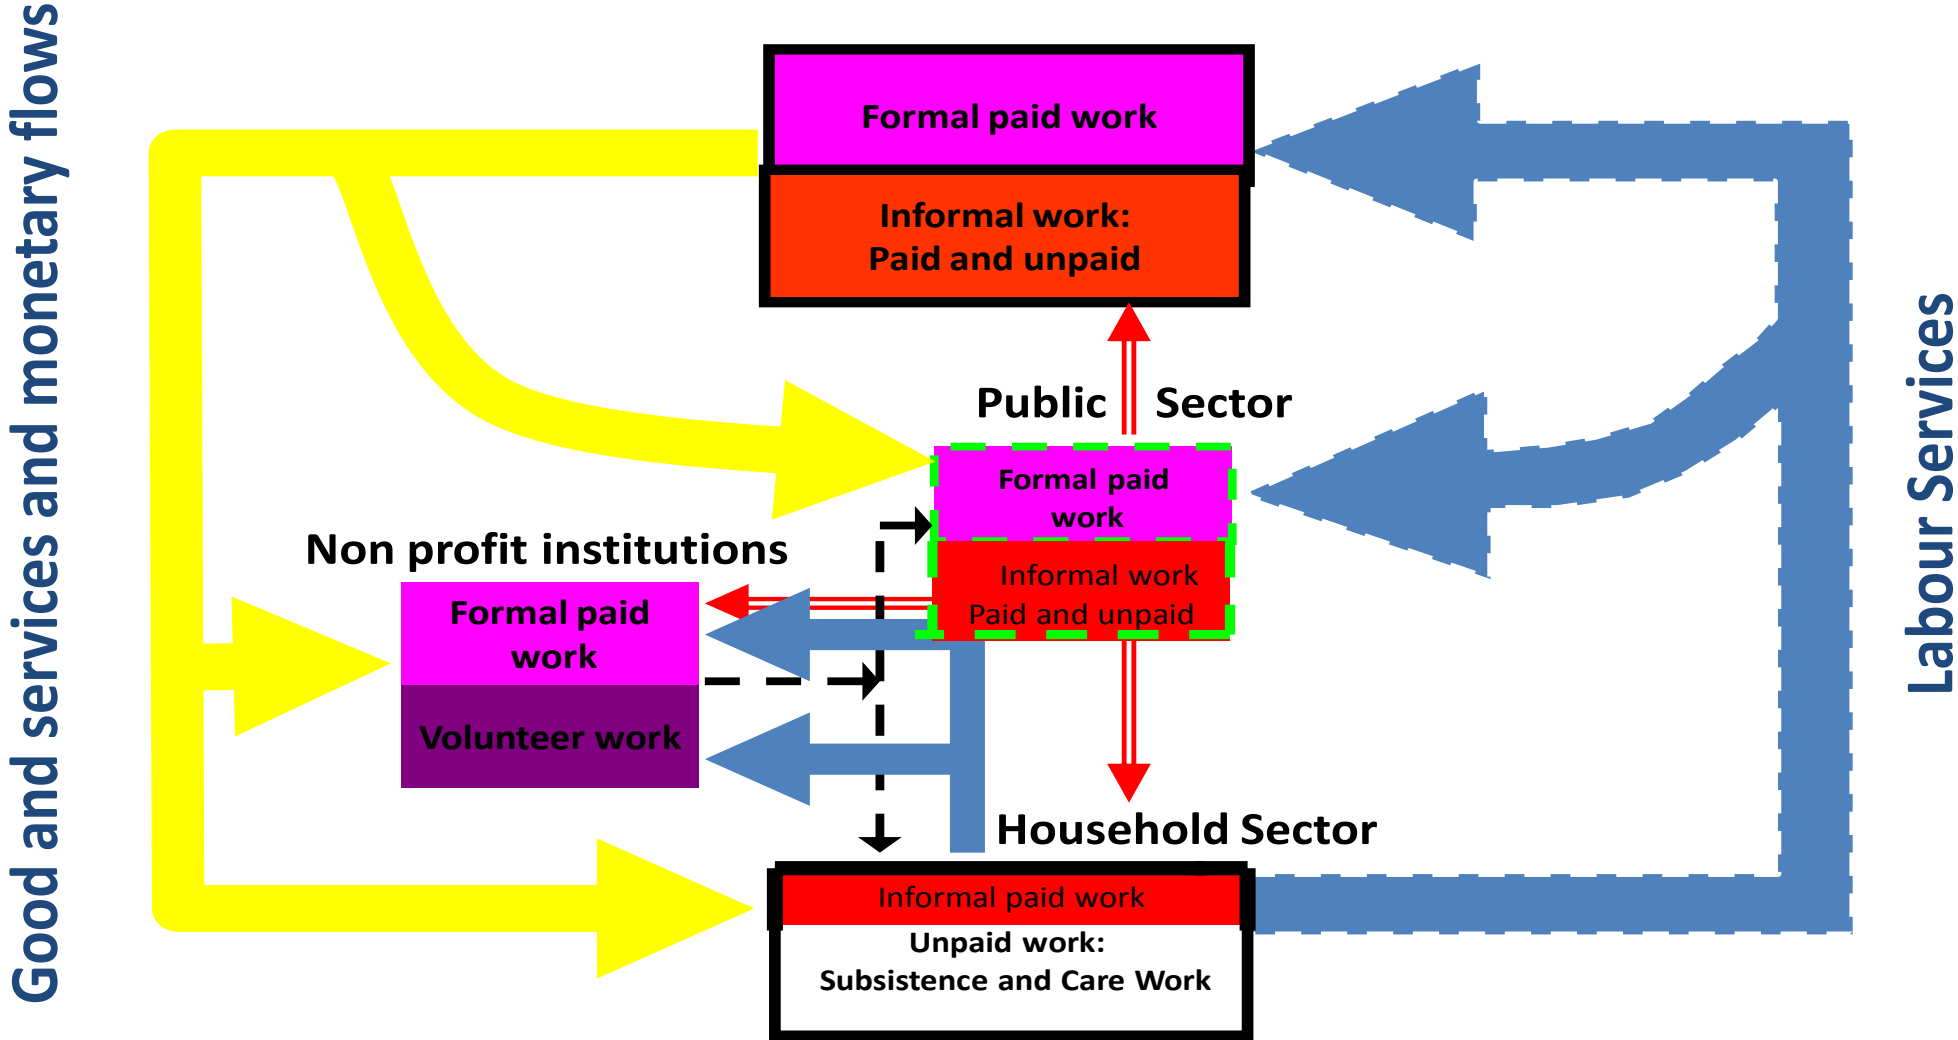 Good and services and monetary flows
Formal paid work
Informal work:
Paid and unpaid
Public Sector
Formal paid
work
Informal work
Paid and unpaid
Non profit institutions
Formal paid
work
Volunteer work
Household Sector
Informal paid work
Unpaid work:
Subsistence and Care Work
Labour Services